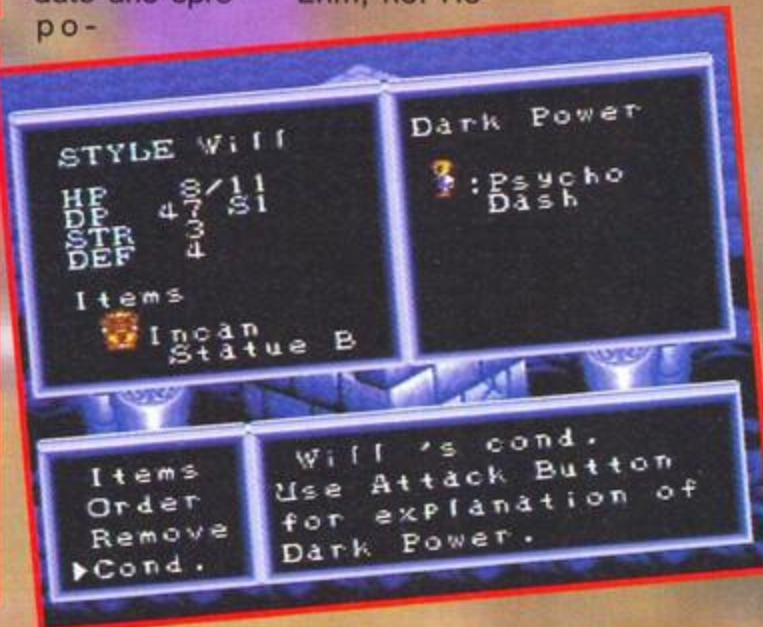 po-
STYLE Will
HP 8/11
DP 47 S1
STR 3
DEF 4
Items
Incan
Statue B
Dark Power
:Psycho
Dash
Items
Order
Remove
▶Cond.
Will 's cond.
Use Attack Button
for explanation of
Dark Power.